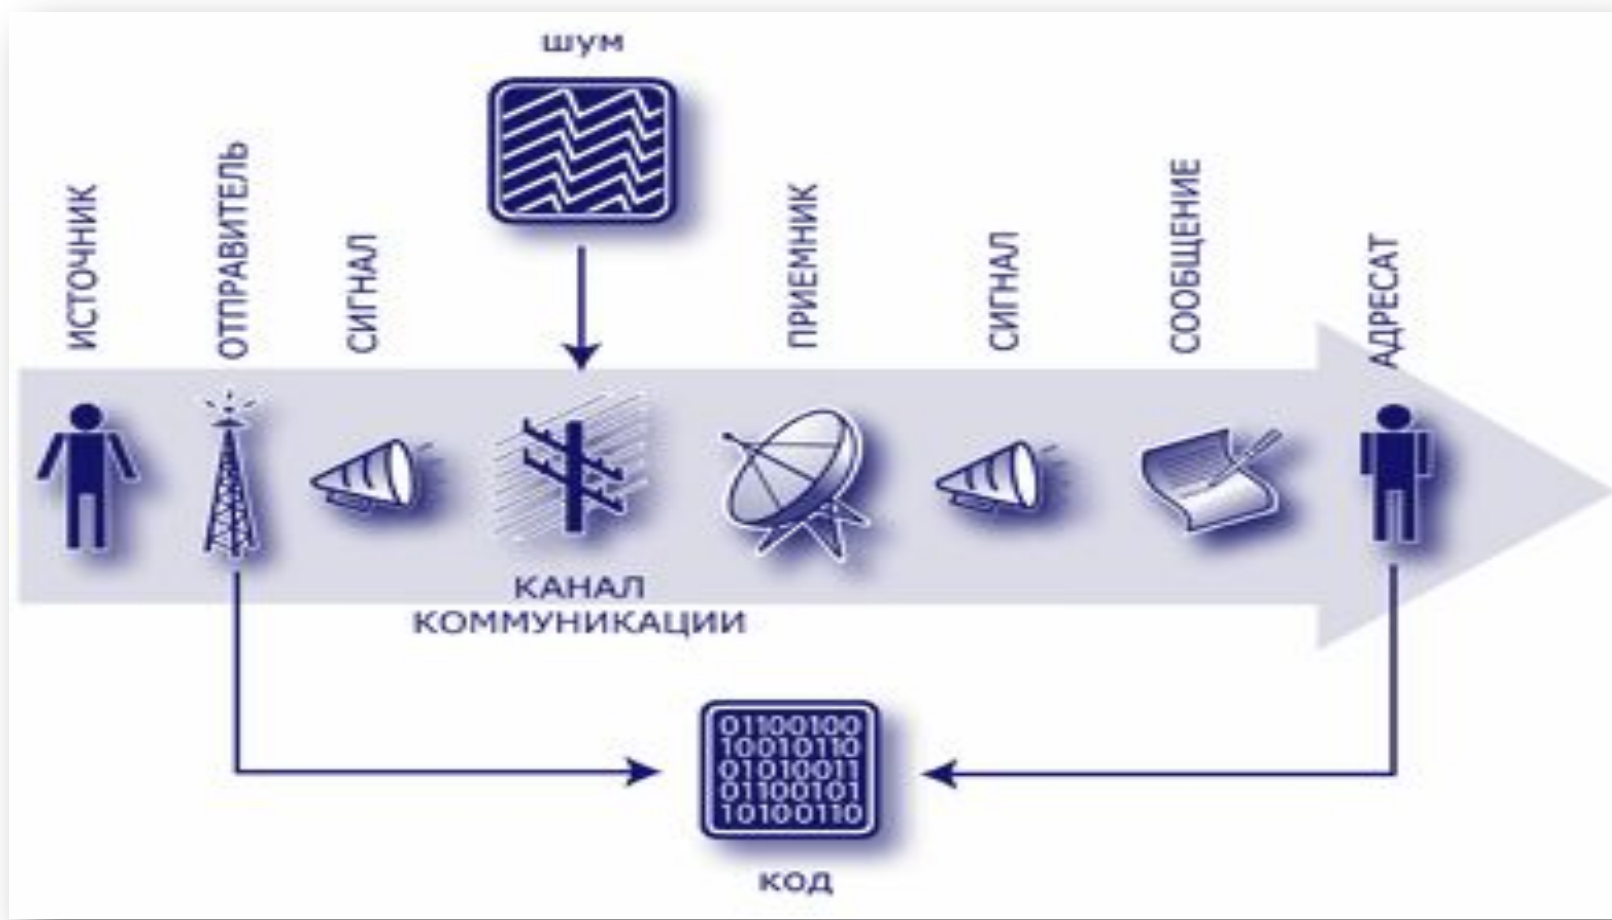 шум
ИСТОЧНИК
ОТПРАВИТЕЛЬ
СИГНАЛ
ПРИЕМНИК
СИГНАЛ
СООБЩЕНИЕ
АДРЕСАТ
КАНАЛ
КОММУНИКАЦИИ
01100100
10010110
01010011
01100101
10100110
код